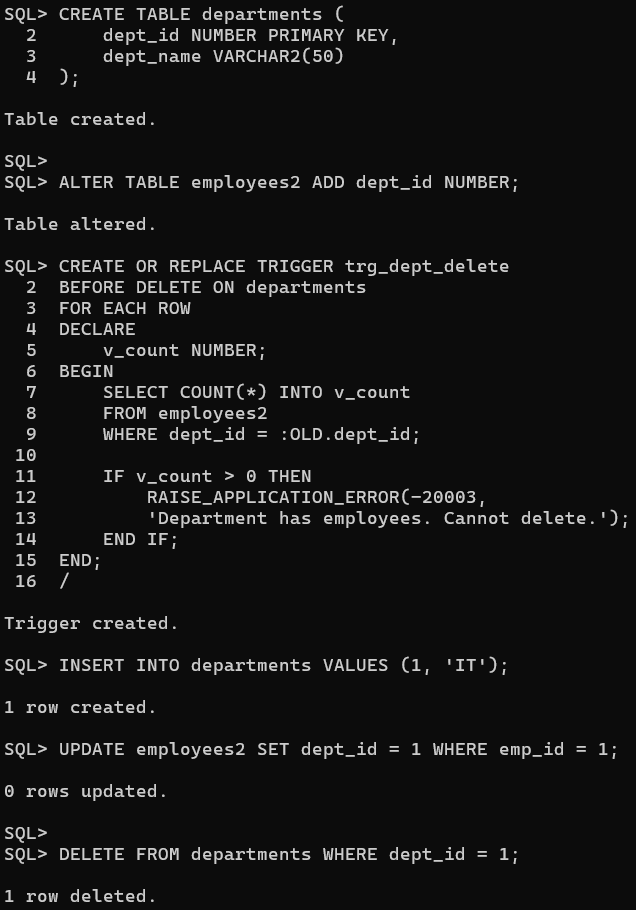 SQL> CREATE TABLE departments (
  2      dept_id NUMBER PRIMARY KEY,
  3      dept_name VARCHAR2(50)
  4  );

Table created.

SQL>
SQL> ALTER TABLE employees2 ADD dept_id NUMBER;

Table altered.

SQL> CREATE OR REPLACE TRIGGER trg_dept_delete
  2  BEFORE DELETE ON departments
  3  FOR EACH ROW
  4  DECLARE
  5      v_count NUMBER;
  6  BEGIN
  7      SELECT COUNT(*) INTO v_count
  8      FROM employees2
  9      WHERE dept_id = :OLD.dept_id;
 10
 11      IF v_count > 0 THEN
 12          RAISE_APPLICATION_ERROR(-20003,
 13          'Department has employees. Cannot delete.');
 14      END IF;
 15  END;
 16  /

Trigger created.

SQL> INSERT INTO departments VALUES (1, 'IT');

1 row created.

SQL> UPDATE employees2 SET dept_id = 1 WHERE emp_id = 1;

0 rows updated.

SQL>
SQL> DELETE FROM departments WHERE dept_id = 1;

1 row deleted.